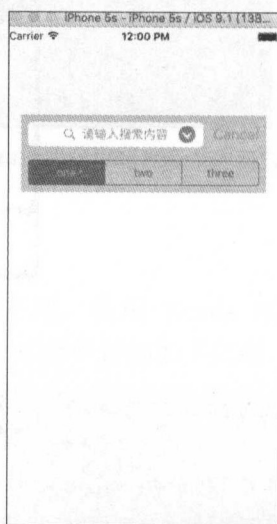 iPhone 5s - iPhone 5s / iOS 9.1 (13B...
Carrier 12:00 PM
请输入搜索内容 Cancel
one two three